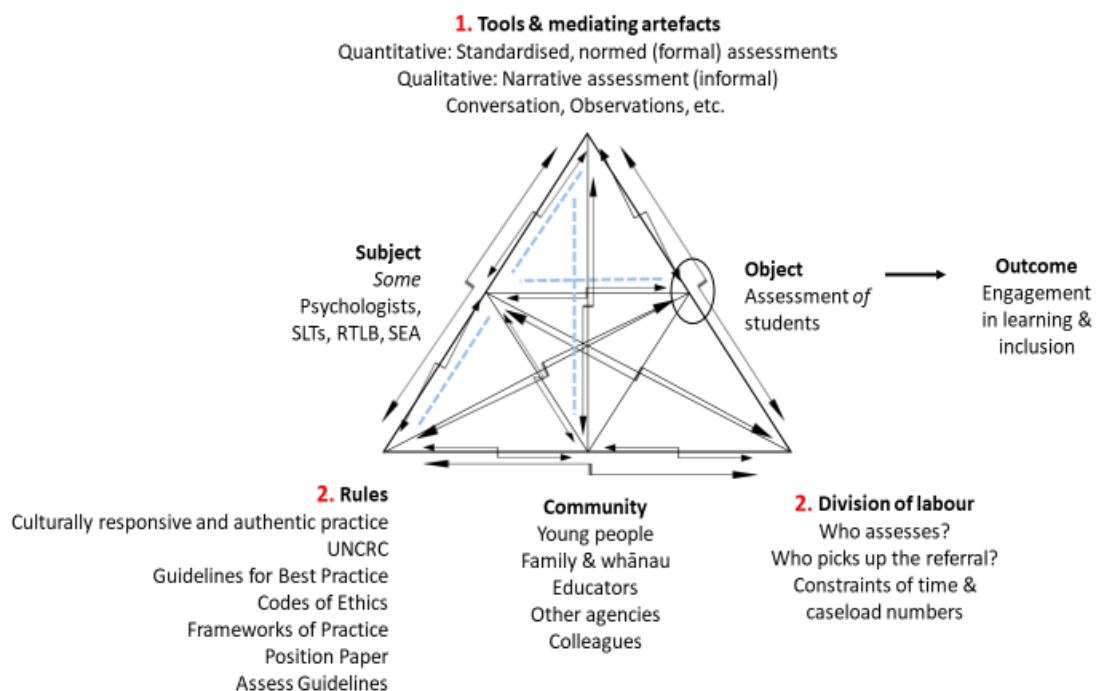 1. Tools & mediating artefacts
Quantitative: Standardised, normed (formal) assessments
Qualitative: Narrative assessment (informal)
Conversation, Observations, etc.
Subject
Some
Psychologists,
SLTs, RTLB, SEA
Object
Assessment of
students
Outcome
Engagement
in learning &
inclusion
2. Rules
Culturally responsive and authentic practice
UNCRC
Guidelines for Best Practice
Codes of Ethics
Frameworks of Practice
Position Paper
Assess Guidelines
Community
Young people
Family & whānau
Educators
Other agencies
Colleagues
2. Division of labour
Who assesses?
Who picks up the referral?
Constraints of time &
caseload numbers